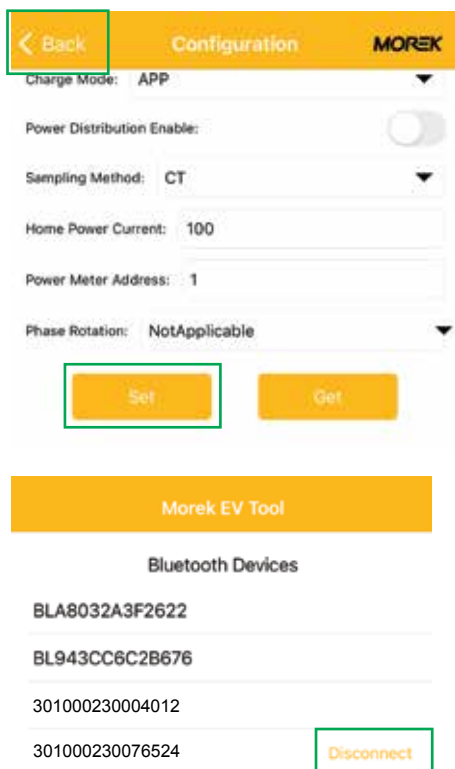 Back Configuration MOREK
Charge Mode: APP
Power Distribution Enable:
Sampling Method: CT
Home Power Current: 100
Power Meter Address: 1
Phase Rotation: NotApplicable
Set Get
Morek EV Tool
Bluetooth Devices
BLA8032A3F2622
BL943CC6C2B676
301000230004012
301000230076524 Disconnect